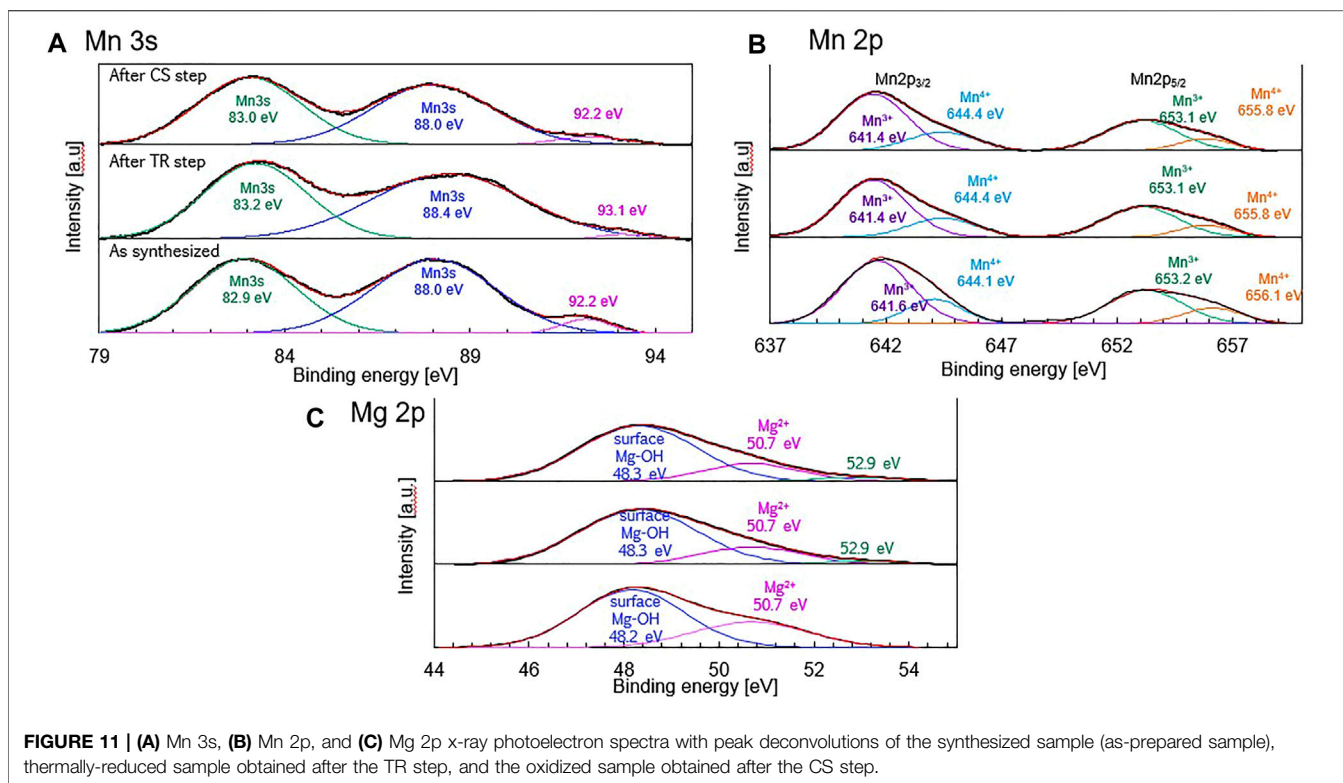 A Mn 3s
After CS step
Mn3s
83.0 eV
Mn3s
88.0 eV
92.2 eV
After TR step
Mn3s
83.2 eV
Mn3s
88.4 eV
93.1 eV
As synthesized
Mn3s
82.9 eV
Mn3s
88.0 eV
92.2 eV
Intensity [a.u]
79 84 89 94
Binding energy [eV]
B Mn 2p
Mn2p3/2
Mn2p5/2
Mn³⁺
641.4 eV
Mn⁴⁺
644.4 eV
Mn³⁺
653.1 eV
Mn⁴⁺
655.8 eV
Mn³⁺
641.4 eV
Mn⁴⁺
644.4 eV
Mn³⁺
653.1 eV
Mn⁴⁺
655.8 eV
Mn³⁺
641.6 eV
Mn⁴⁺
644.1 eV
Mn³⁺
653.2 eV
Mn⁴⁺
656.1 eV
Intensity [a.u]
637 642 647 652 657
Binding energy [eV]
C Mg 2p
surface
Mg-OH
48.3 eV
Mg²⁺
50.7 eV
52.9 eV
surface
Mg-OH
48.3 eV
Mg²⁺
50.7 eV
52.9 eV
surface
Mg-OH
48.2 eV
Mg²⁺
50.7 eV
Intensity [a.u.]
44 46 48 50 52 54
Binding energy [eV]
FIGURE 11 | (A) Mn 3s, (B) Mn 2p, and (C) Mg 2p x-ray photoelectron spectra with peak deconvolutions of the synthesized sample (as-prepared sample),
thermally-reduced sample obtained after the TR step, and the oxidized sample obtained after the CS step.